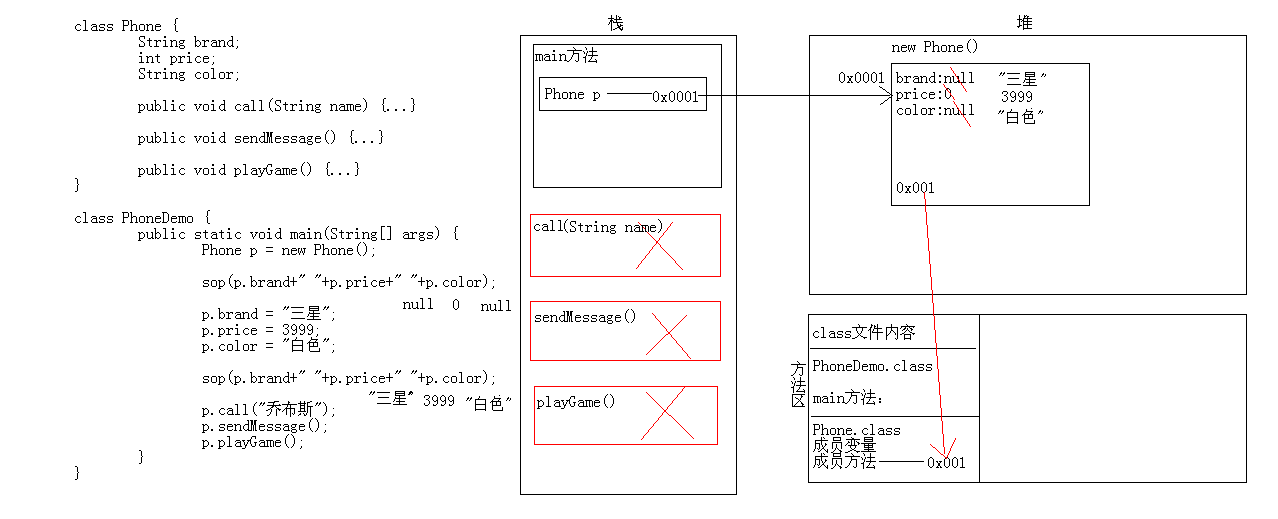 class Phone {
String brand;
int price;
String color;
public void call(String name) {...}
public void sendMessage() {...}
public void playGame() {...}
}
class PhoneDemo {
public static void main(String[] args) {
Phone p = new Phone();
sop(p.brand+" "+p.price+" "+p.color);
null 0 null
p.brand = "三星";
p.price = 3999;
p.color = "白色";
sop(p.brand+" "+p.price+" "+p.color);
"三星" 3999 "白色"
p.call("乔布斯");
p.sendMessage();
p.playGame();
}
}
栈
main方法
Phone p 0x0001
call(String name)
sendMessage()
playGame()
堆
new Phone()
0x0001
brand:null "三星"
price:0 3999
color:null "白色"
0x001
方法区
class文件内容
PhoneDemo.class
main方法:
Phone.class
成员变量
成员方法 0x001